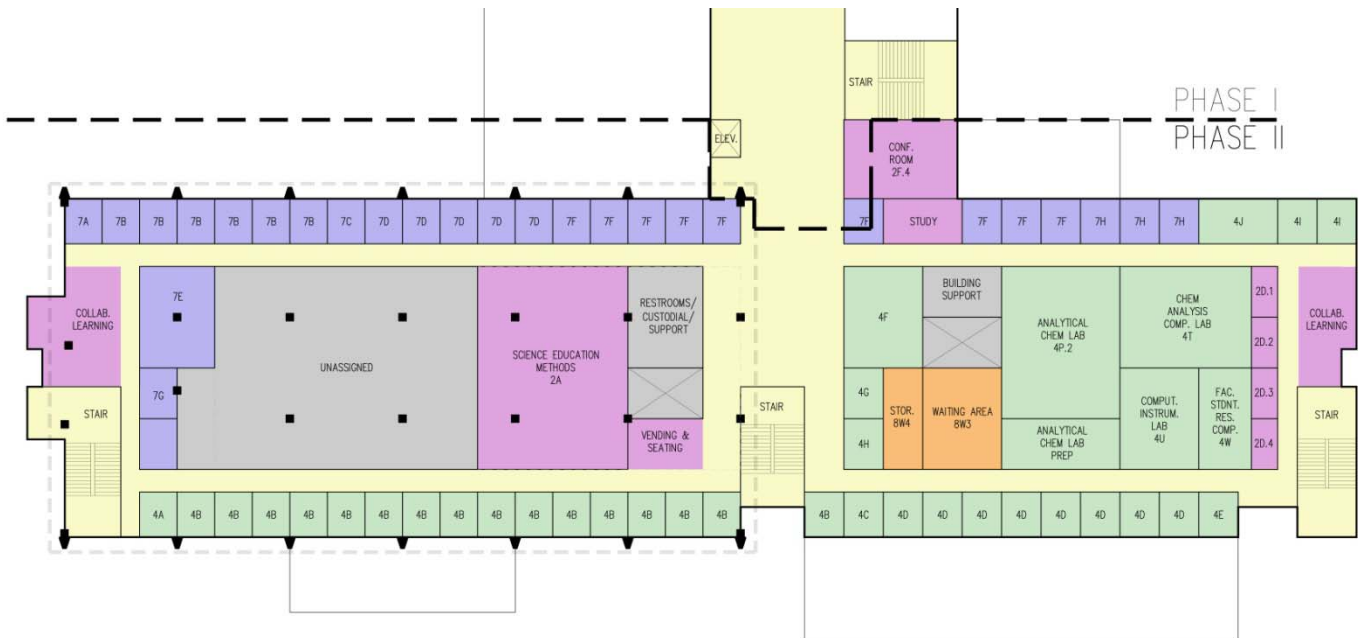 PHASE I
PHASE II
STAIR
ELEV.
CONF.
ROOM
2F.4
7A 7B 7B 7B 7B 7B 7B 7C 7D 7D 7D 7D 7D 7F 7F 7F 7F 7F
7F STUDY 7F 7F 7F 7H 7H 7H 4J 4I 4I
COLLAB.
LEARNING
7E
UNASSIGNED
SCIENCE EDUCATION
METHODS
2A
RESTROOMS/
CUSTODIAL/
SUPPORT
7G
STAIR
VENDING &
SEATING
STAIR
4F
BUILDING
SUPPORT
ANALYTICAL
CHEM LAB
4P.2
CHEM
ANALYSIS
COMP. LAB
4T
2D.1
2D.2
2D.3
2D.4
COLLAB.
LEARNING
4G
4H
STOR.
8W4
WAITING AREA
8W3
ANALYTICAL
CHEM LAB
PREP
COMPUT.
INSTRUM.
LAB
4U
FAC.
STDNT.
RES.
COMP.
4W
STAIR
4A 4B 4B 4B 4B 4B 4B 4B 4B 4B 4B 4B 4B 4B 4B 4B
4B 4C 4D 4D 4D 4D 4D 4D 4D 4D 4E